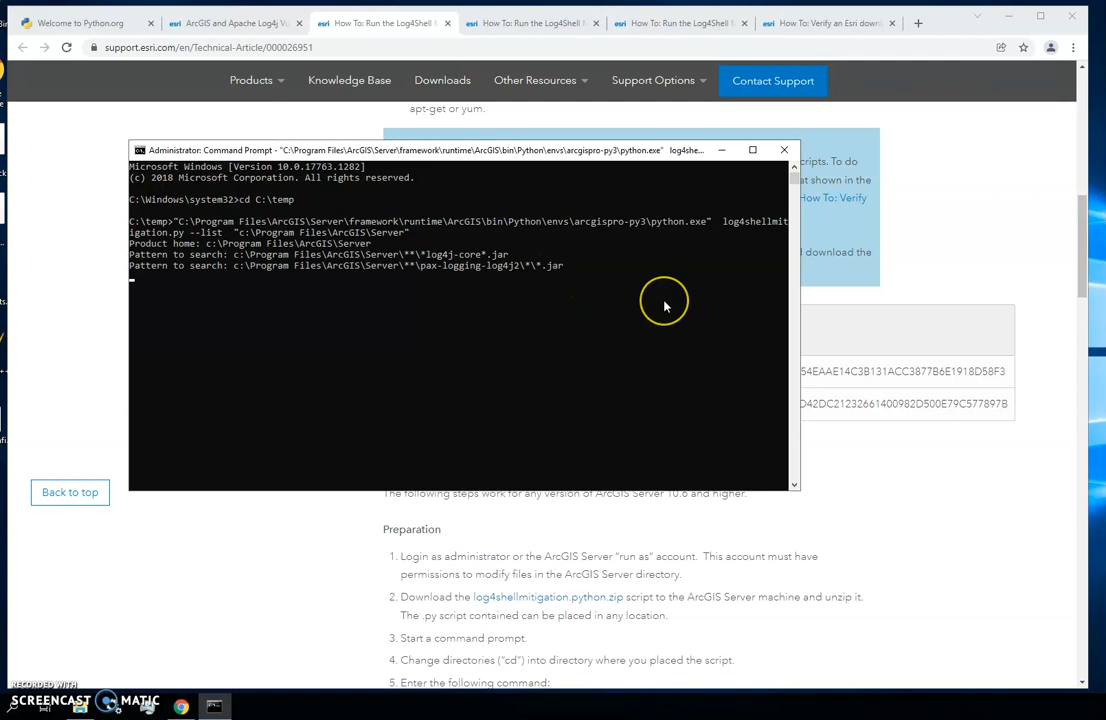 Welcome to Python.org
esri ArcGIS and Apache Log4j Vu
esri How To: Run the Log4Shell M
esri How To: Run the Log4Shell M
esri How To: Run the Log4Shell M
esri How To: Verify an Esri down
support.esri.com/en/Technical-Article/000026951
Products Knowledge Base Downloads Other Resources Support Options Contact Support
apt-get or yum.
cripts. To do
at shown in the
How To: Verify
d download the
Administrator: Command Prompt - "C:\Program Files\ArcGIS\Server\framework\runtime\ArcGIS\bin\Python\envs\arcgispro-py3\python.exe" log4she...
Microsoft Windows [Version 10.0.17763.1282]
(c) 2018 Microsoft Corporation. All rights reserved.
C:\Windows\system32>cd C:\temp
C:\temp>"C:\Program Files\ArcGIS\Server\framework\runtime\ArcGIS\bin\Python\envs\arcgispro-py3\python.exe" log4shellmit
igation.py --list "c:\Program Files\ArcGIS\Server"
Product home: c:\Program Files\ArcGIS\Server
Pattern to search: c:\Program Files\ArcGIS\Server\**\*log4j-core*.jar
Pattern to search: c:\Program Files\ArcGIS\Server\**\pax-logging-log4j2\*\*.jar
54EAAE14C3B131ACC3877B6E1918D58F3
D42DC21232661400982D500E79C577897B
Back to top
The following steps work for any version of ArcGIS Server 10.6 and higher.
Preparation
1. Login as administrator or the ArcGIS Server "run as" account. This account must have
permissions to modify files in the ArcGIS Server directory.
2. Download the log4shellmitigation.python.zip script to the ArcGIS Server machine and unzip it.
The .py script contained can be placed in any location.
3. Start a command prompt.
4. Change directories ("cd") into directory where you placed the script.
5. Enter the following command:
RECORDED WITH
SCREENCAST MATIC